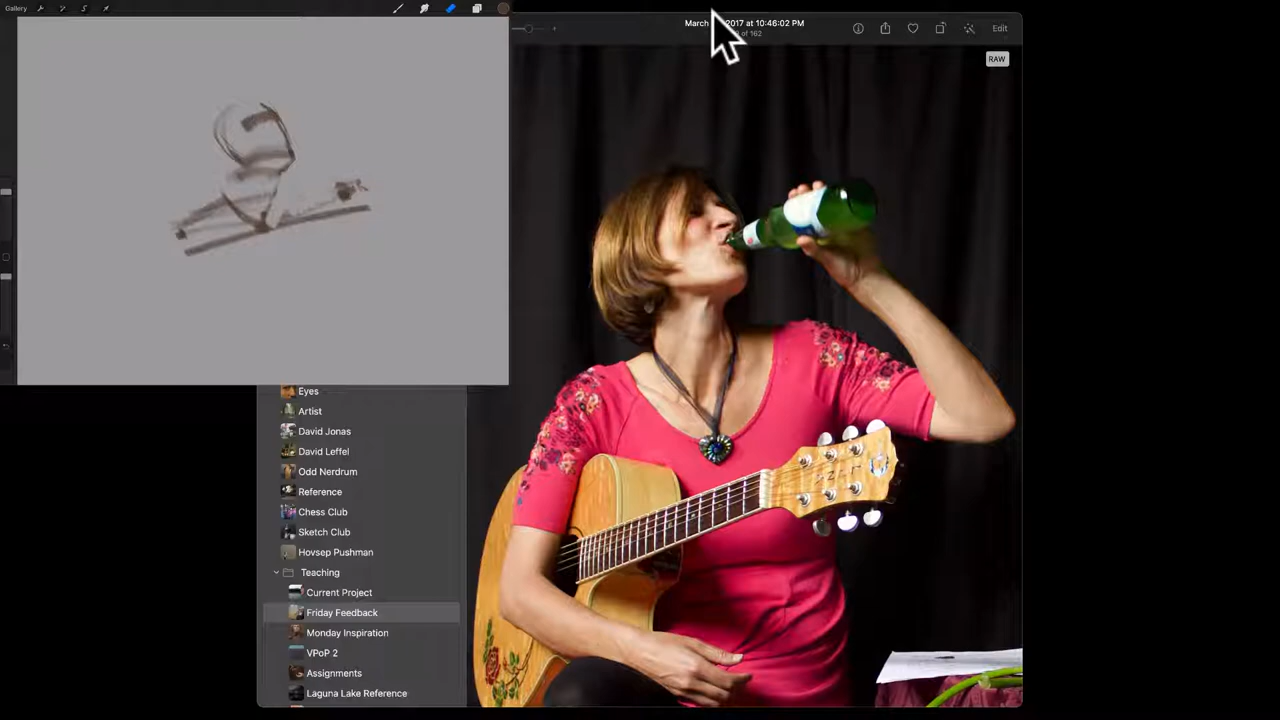 Gallery
March 2017 at 10:46:02 PM
of 162
Edit
RAW
Eyes
Artist
David Jonas
David Leffel
Odd Nerdrum
Reference
Chess Club
Sketch Club
Hovsep Pushman
Teaching
Current Project
Friday Feedback
Monday Inspiration
VPoP 2
Assignments
Laguna Lake Reference